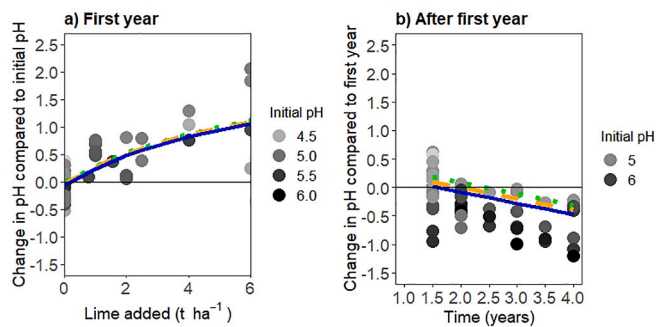 a) First year
Change in pH compared to initial pH
2.5
2.0
1.5
1.0
0.5
0.0
-0.5
-1.0
-1.5
0 2 4 6
Lime added (t ha⁻¹)
Initial pH
4.5
5.0
5.5
6.0
b) After first year
Change in pH compared to first year
2.5
2.0
1.5
1.0
0.5
0.0
-0.5
-1.0
-1.5
1.0 1.5 2.0 2.5 3.0 3.5 4.0
Time (years)
Initial pH
5
6